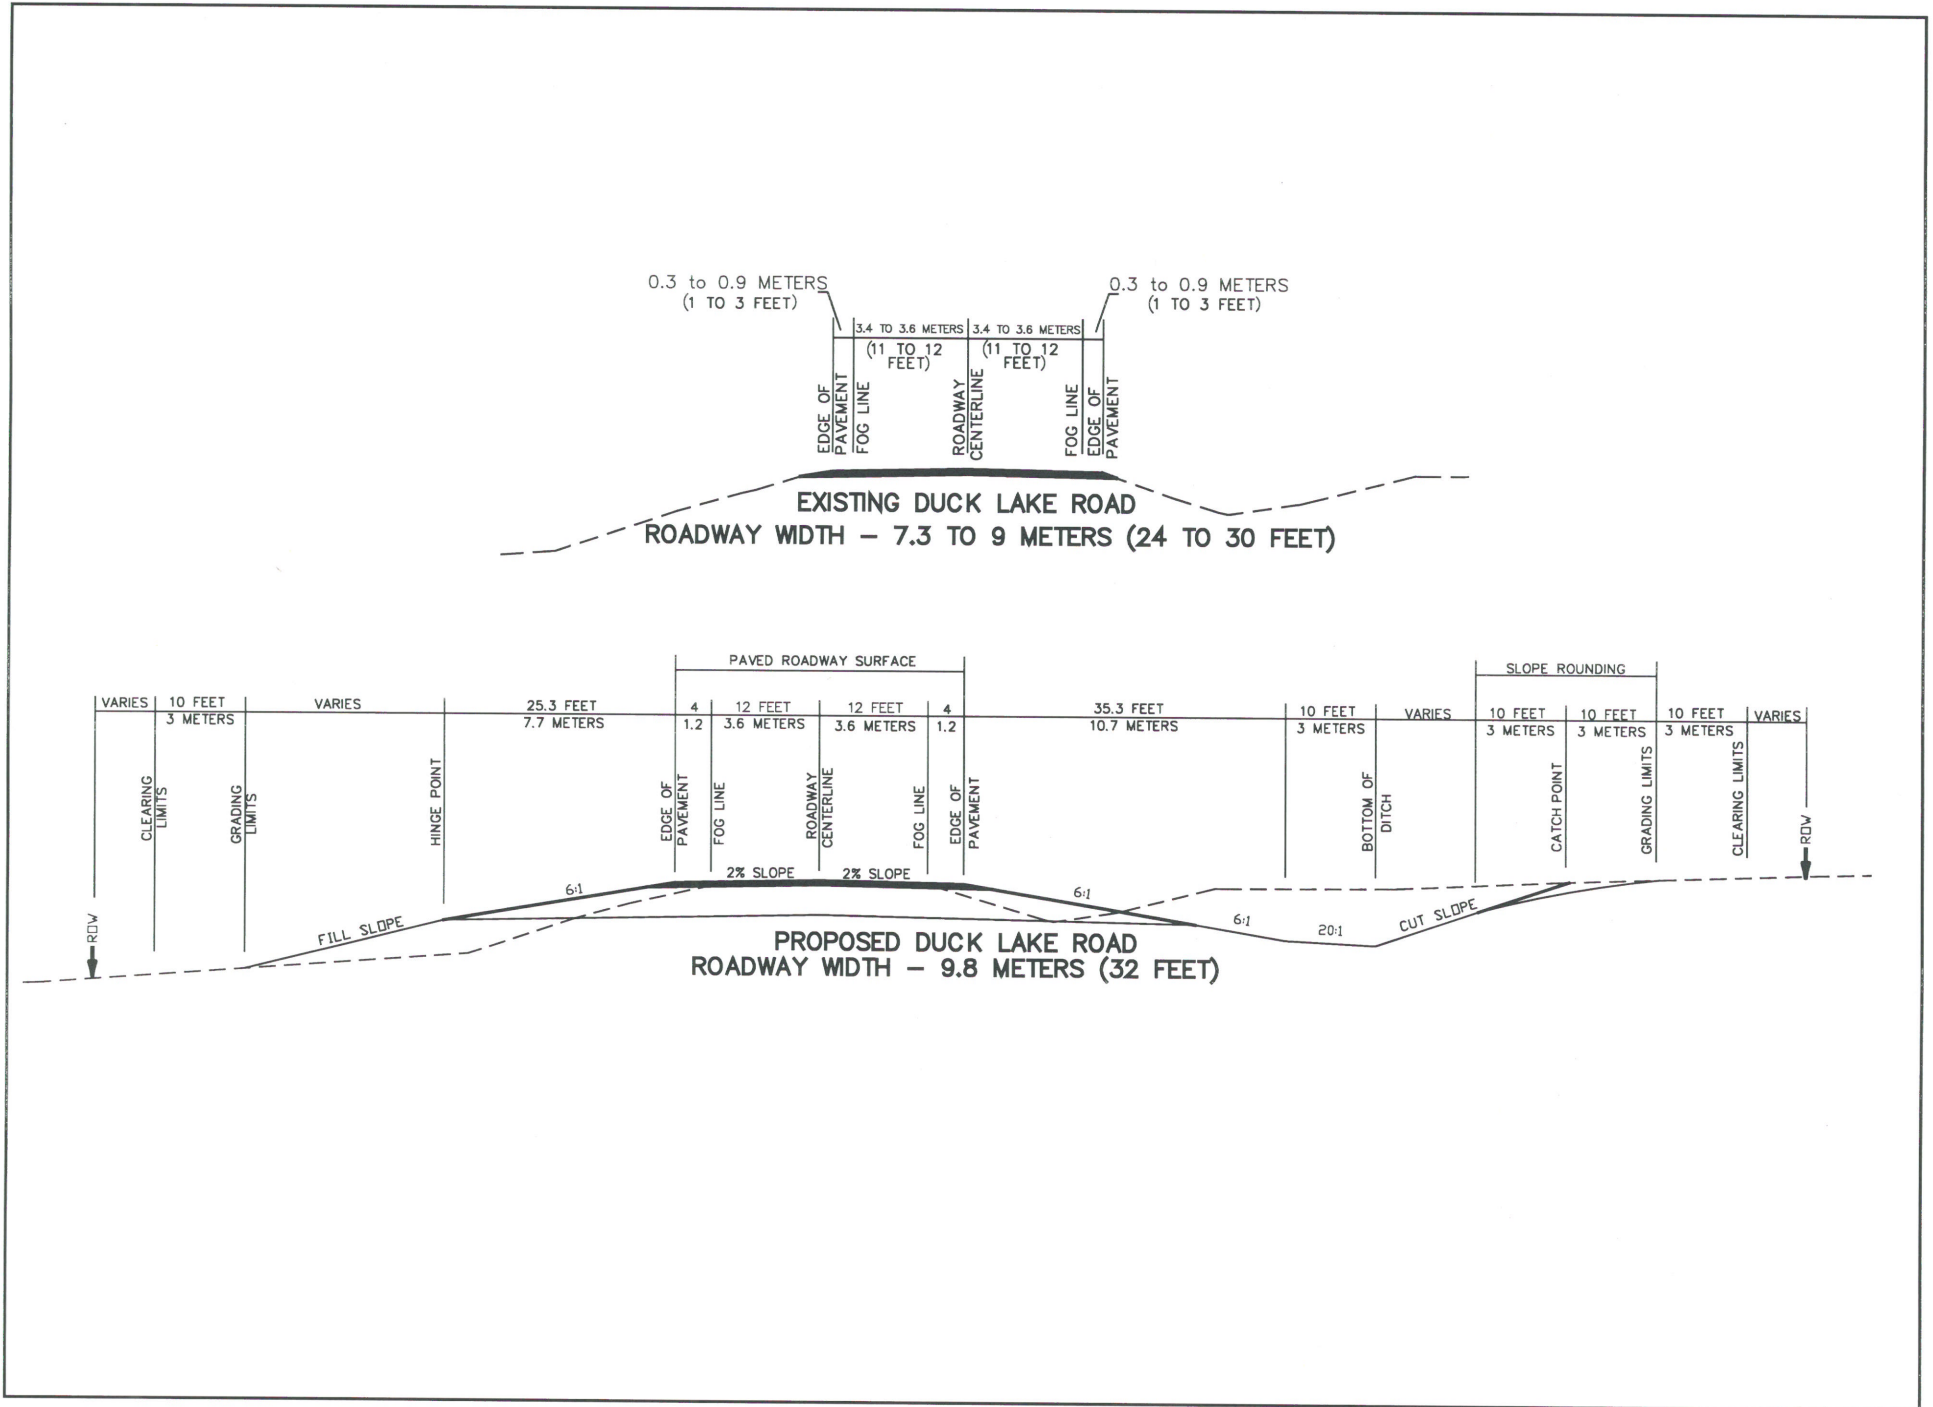 0.3 to 0.9 METERS
(1 TO 3 FEET)
0.3 to 0.9 METERS
(1 TO 3 FEET)
3.4 TO 3.6 METERS
(11 TO 12
FEET)
3.4 TO 3.6 METERS
(11 TO 12
FEET)
EDGE OF
PAVEMENT
FOG LINE
ROADWAY
CENTERLINE
FOG LINE
EDGE OF
PAVEMENT
EXISTING DUCK LAKE ROAD
ROADWAY WIDTH – 7.3 TO 9 METERS (24 TO 30 FEET)
PAVED ROADWAY SURFACE
SLOPE ROUNDING
VARIES
10 FEET
3 METERS
VARIES
25.3 FEET
7.7 METERS
4
1.2
12 FEET
3.6 METERS
12 FEET
3.6 METERS
4
1.2
35.3 FEET
10.7 METERS
10 FEET
3 METERS
VARIES
10 FEET
3 METERS
10 FEET
3 METERS
10 FEET
3 METERS
VARIES
ROW
CLEARING
LIMITS
GRADING
LIMITS
HINGE POINT
EDGE OF
PAVEMENT
FOG LINE
ROADWAY
CENTERLINE
FOG LINE
EDGE OF
PAVEMENT
BOTTOM OF
DITCH
CATCH POINT
GRADING LIMITS
CLEARING LIMITS
ROW
2% SLOPE
2% SLOPE
FILL SLOPE
6:1
6:1
6:1
20:1
CUT SLOPE
PROPOSED DUCK LAKE ROAD
ROADWAY WIDTH – 9.8 METERS (32 FEET)